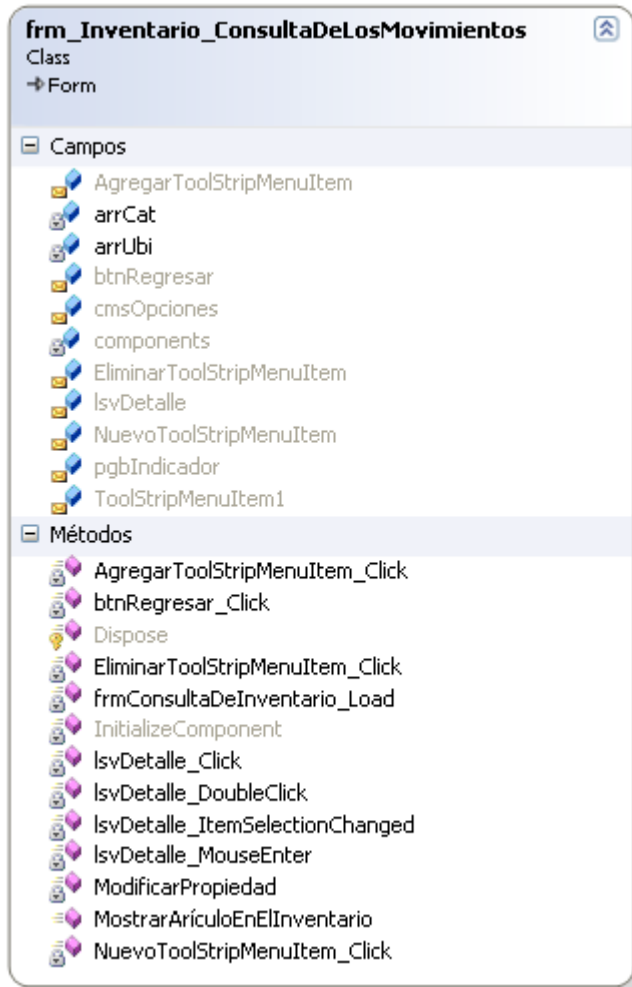 frm_Inventario_ConsultaDeLosMovimientos
Class
Form
Campos
AgregarToolStripMenuItem
arrCat
arrUbi
btnRegresar
cmsOpciones
components
EliminarToolStripMenuItem
lsvDetalle
NuevoToolStripMenuItem
pgbIndicador
ToolStripMenuItem1
Métodos
AgregarToolStripMenuItem_Click
btnRegresar_Click
Dispose
EliminarToolStripMenuItem_Click
frmConsultaDeInventario_Load
InitializeComponent
lsvDetalle_Click
lsvDetalle_DoubleClick
lsvDetalle_ItemSelectionChanged
lsvDetalle_MouseEnter
ModificarPropiedad
MostrarArículoEnElInventario
NuevoToolStripMenuItem_Click